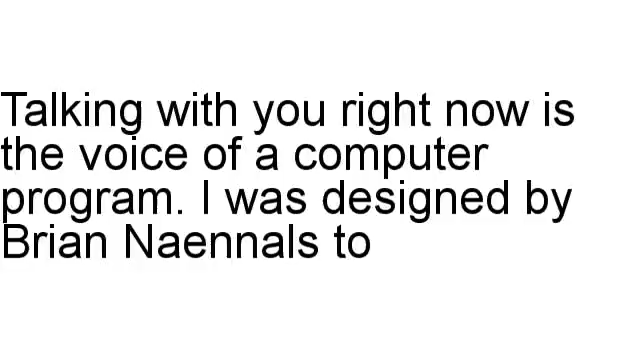 Talking with you right now is
the voice of a computer
program. I was designed by
Brian Naennals to